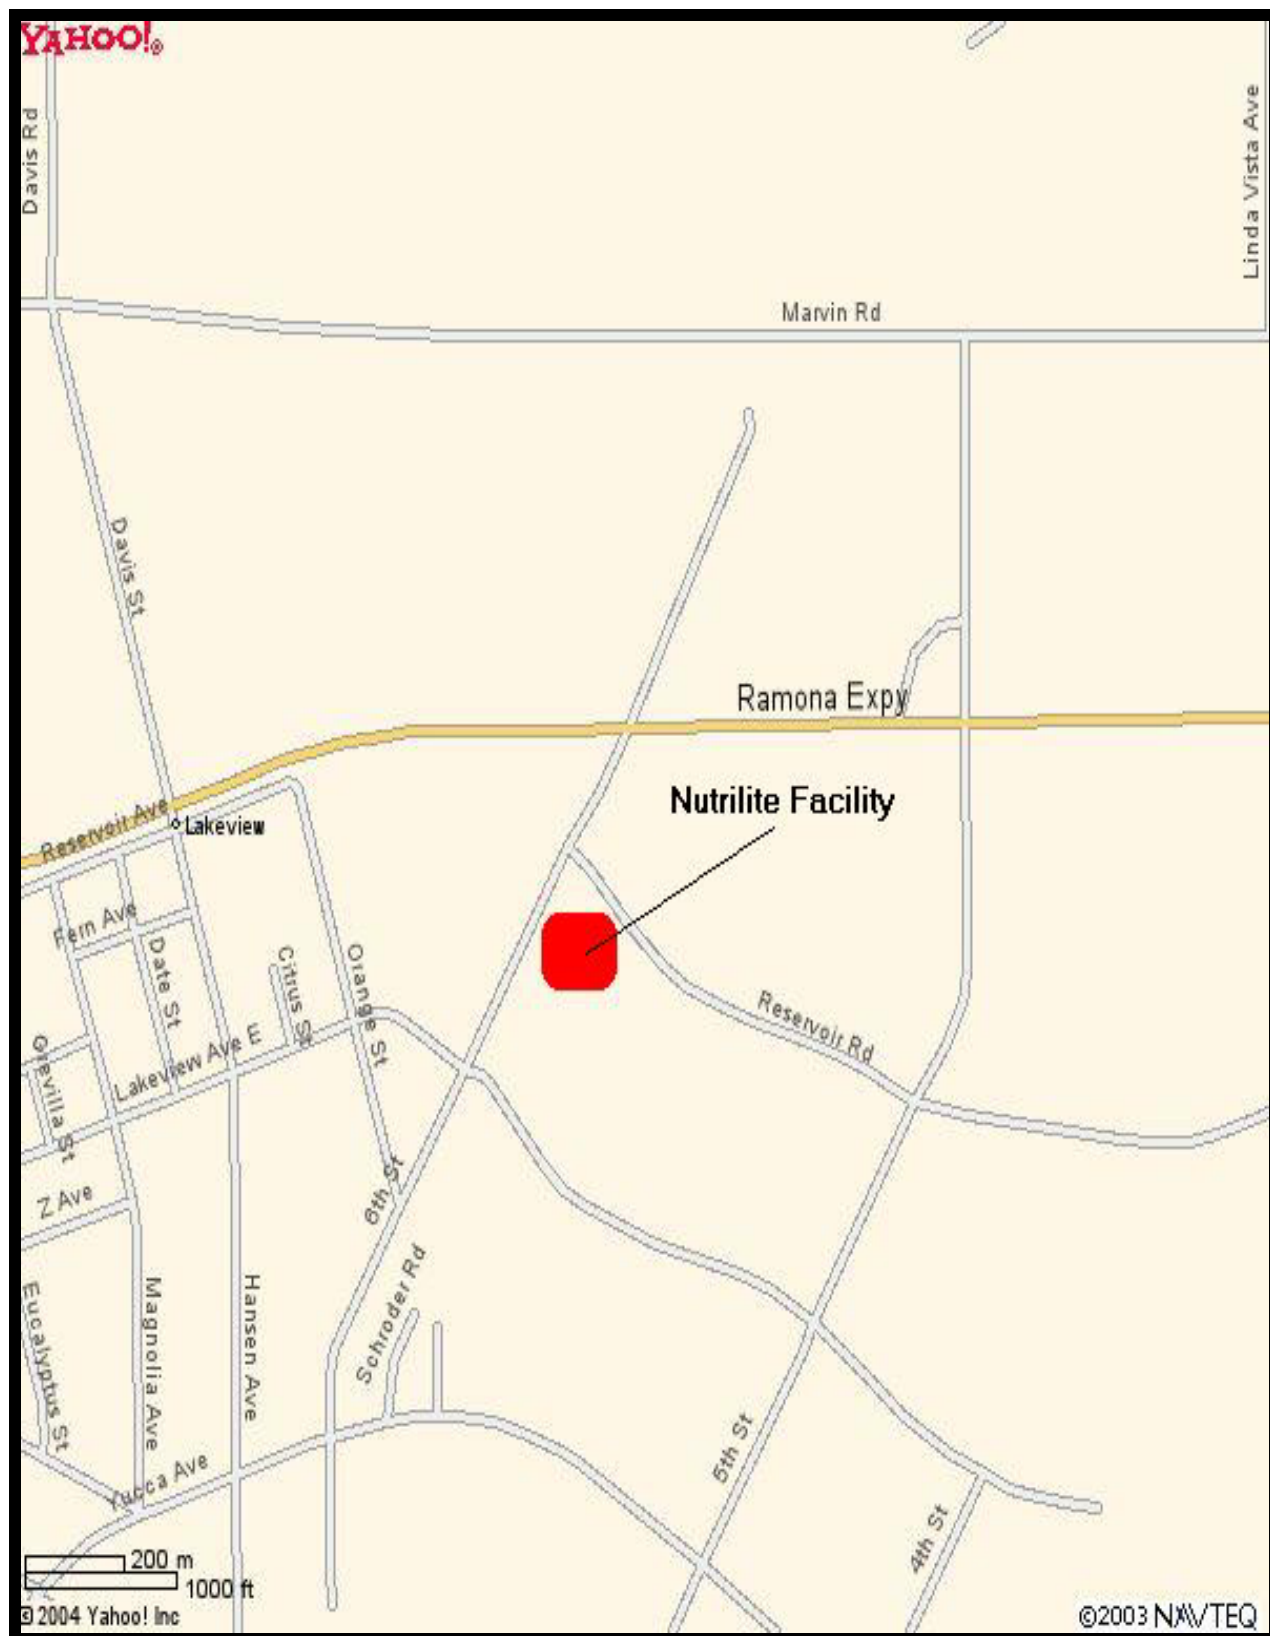 YAHOO!®
Davis Rd
Linda Vista Ave
Marvin Rd
Davis St
Ramona Expy
Nutrilite Facility
Reservoir Ave
Lakeview
Fern Ave
Date St
Citrus St
Orange St
Reservoir Rd
Grevilla St
Lakeview Ave E
6th St
Z Ave
Schroder Rd
Eucalyptus St
Magnolia Ave
Hansen Ave
5th St
Yucca Ave
4th St
200 m
1000 ft
© 2004 Yahoo! Inc
©2003 NAVTEQ